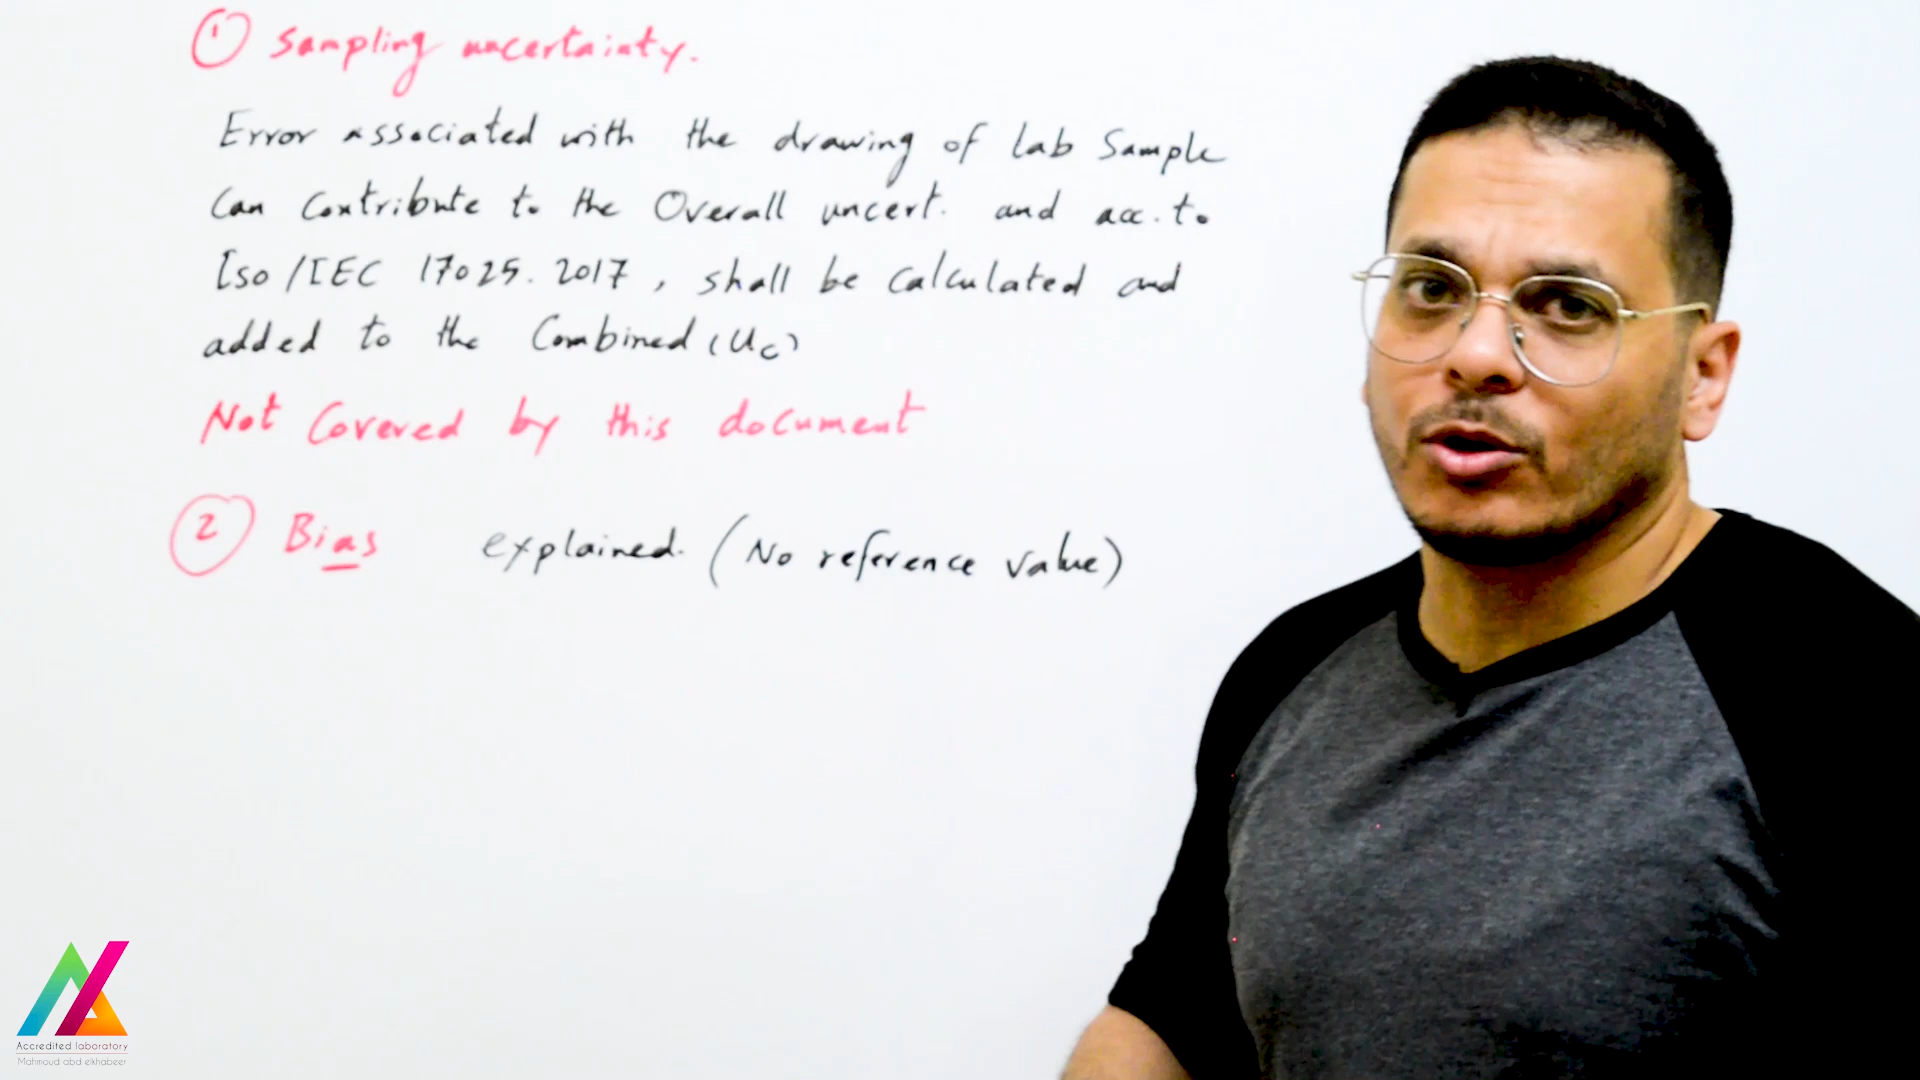 ① Sampling uncertainty.
Error associated with the drawing of lab Sample
Can Contribute to the Overall uncert. and acc. to
ISO/IEC 17025.2017, shall be calculated and
added to the Combined (Uc)
Not Covered by this document
② Bias explained. (No reference value)
Accredited laboratory
Mahmoud abd elkhabeer